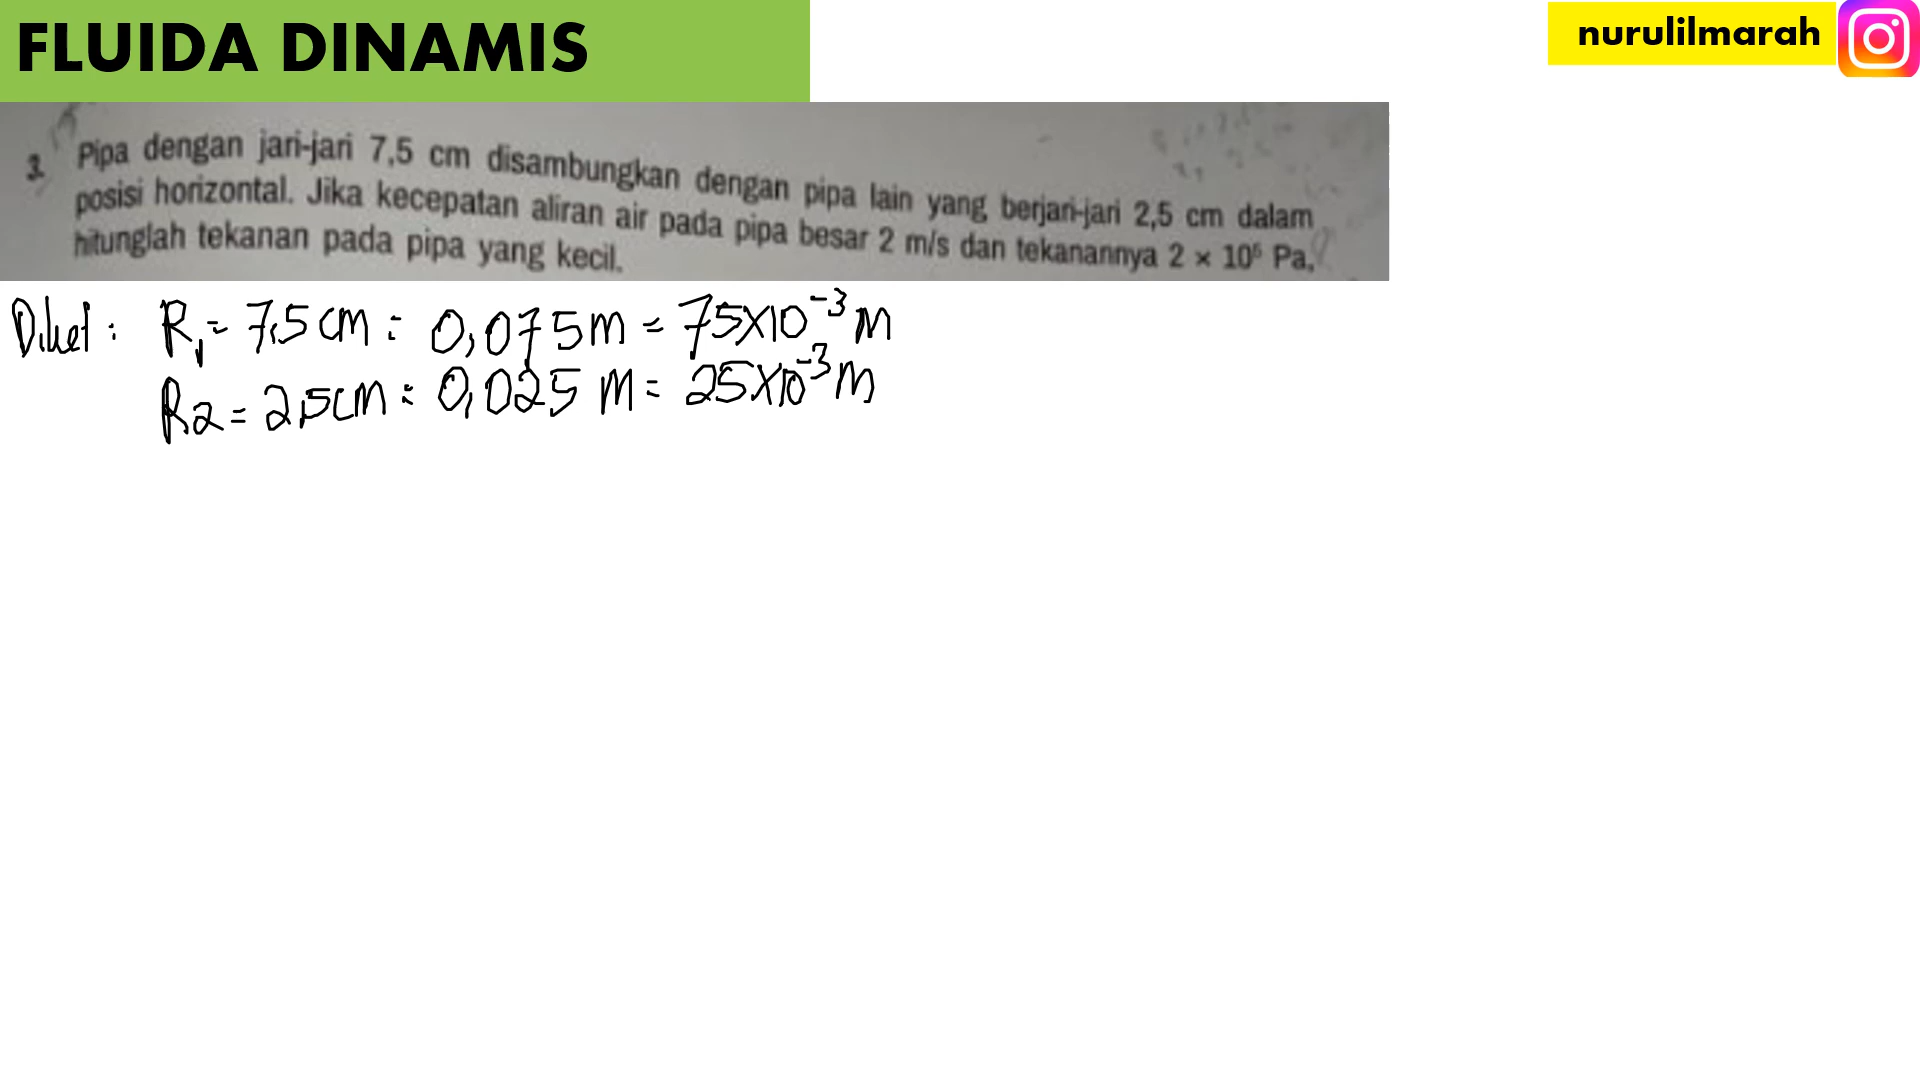 FLUIDA DINAMIS
nurulilmarah
3. Pipa dengan jari-jari 7,5 cm disambungkan dengan pipa lain yang berjari-jari 2,5 cm dalam
posisi horizontal. Jika kecepatan aliran air pada pipa besar 2 m/s dan tekanannya 2 × 10⁵ Pa,
hitunglah tekanan pada pipa yang kecil.
Diket : R₁ = 7,5 cm = 0,075 m = 75×10⁻³ m
R2 = 2,5 cm = 0,025 m = 25×10⁻³ m